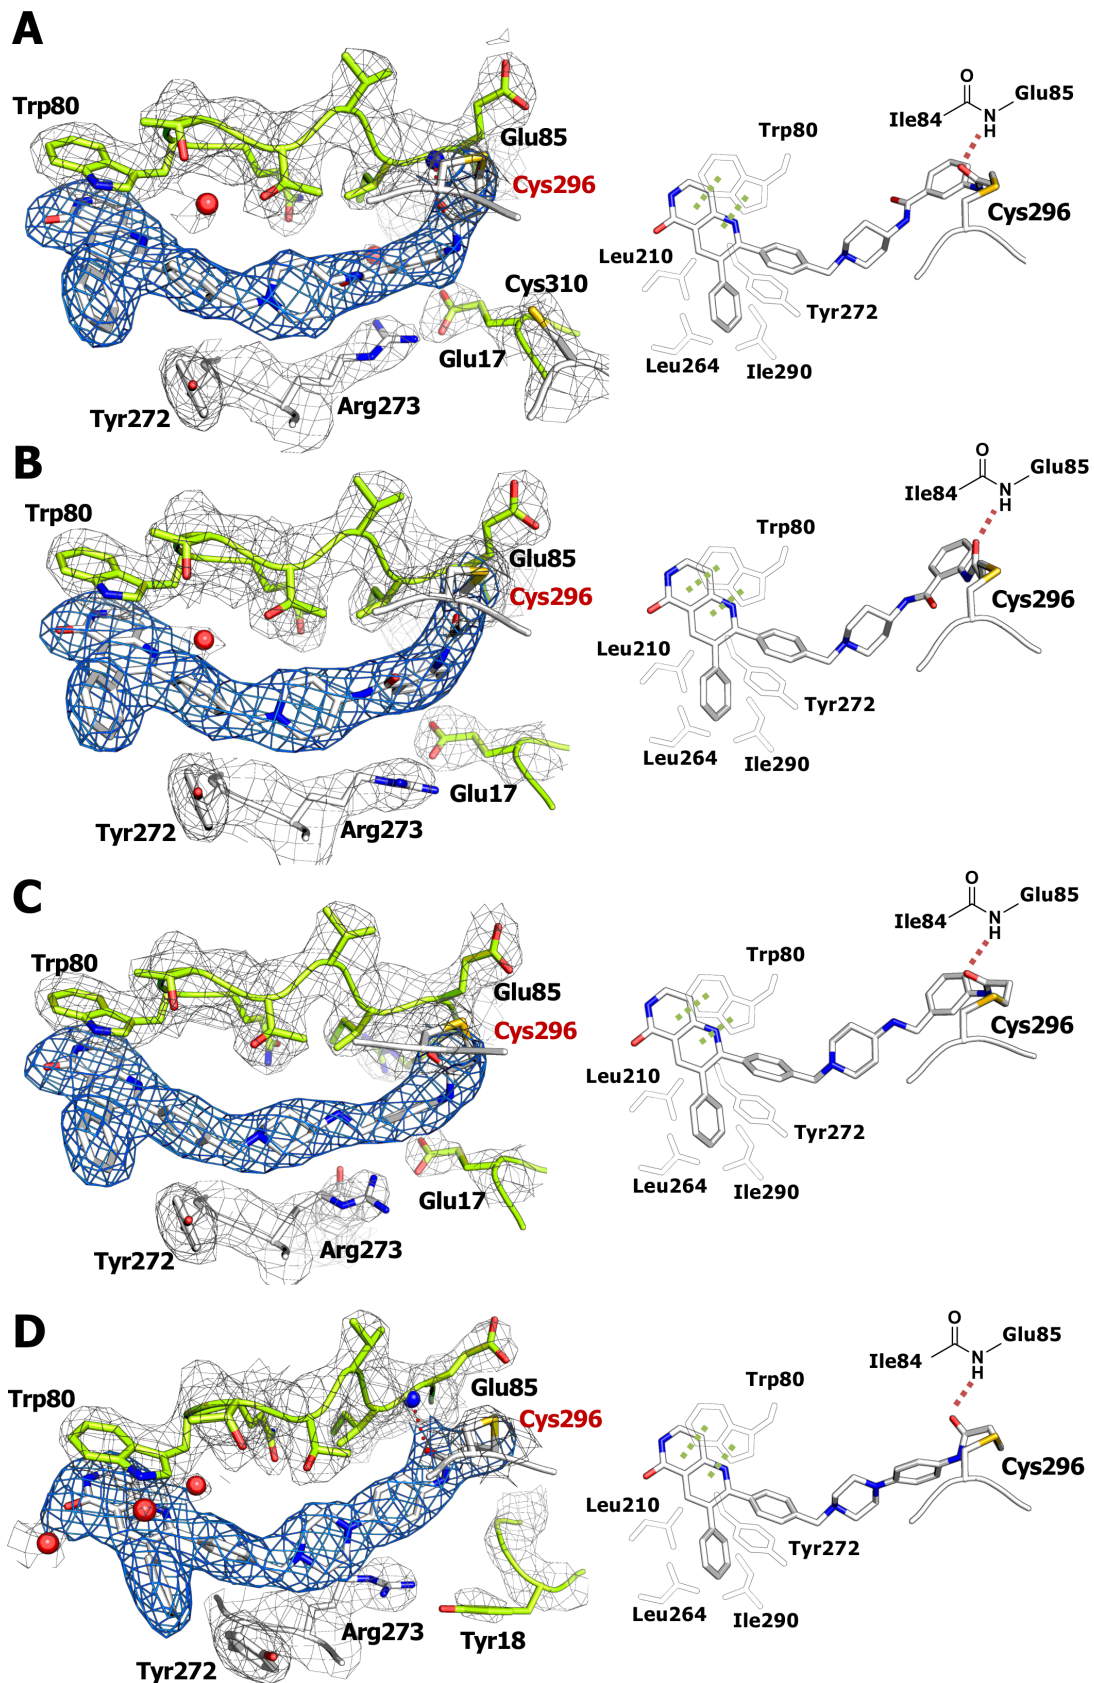 A
Trp80
Glu85
Cys296
Cys310
Glu17
Arg273
Tyr272
O
Ile84
N
H
Glu85
Trp80
Cys296
Leu210
Tyr272
Leu264
Ile290
B
Trp80
Glu85
Cys296
Glu17
Arg273
Tyr272
O
Ile84
N
H
Glu85
Trp80
Cys296
Leu210
Tyr272
Leu264
Ile290
C
Trp80
Glu85
Cys296
Glu17
Arg273
Tyr272
O
Ile84
N
H
Glu85
Trp80
Cys296
Leu210
Tyr272
Leu264
Ile290
D
Trp80
Glu85
Cys296
Arg273
Tyr18
Tyr272
O
Ile84
N
H
Glu85
Trp80
Cys296
Leu210
Tyr272
Leu264
Ile290